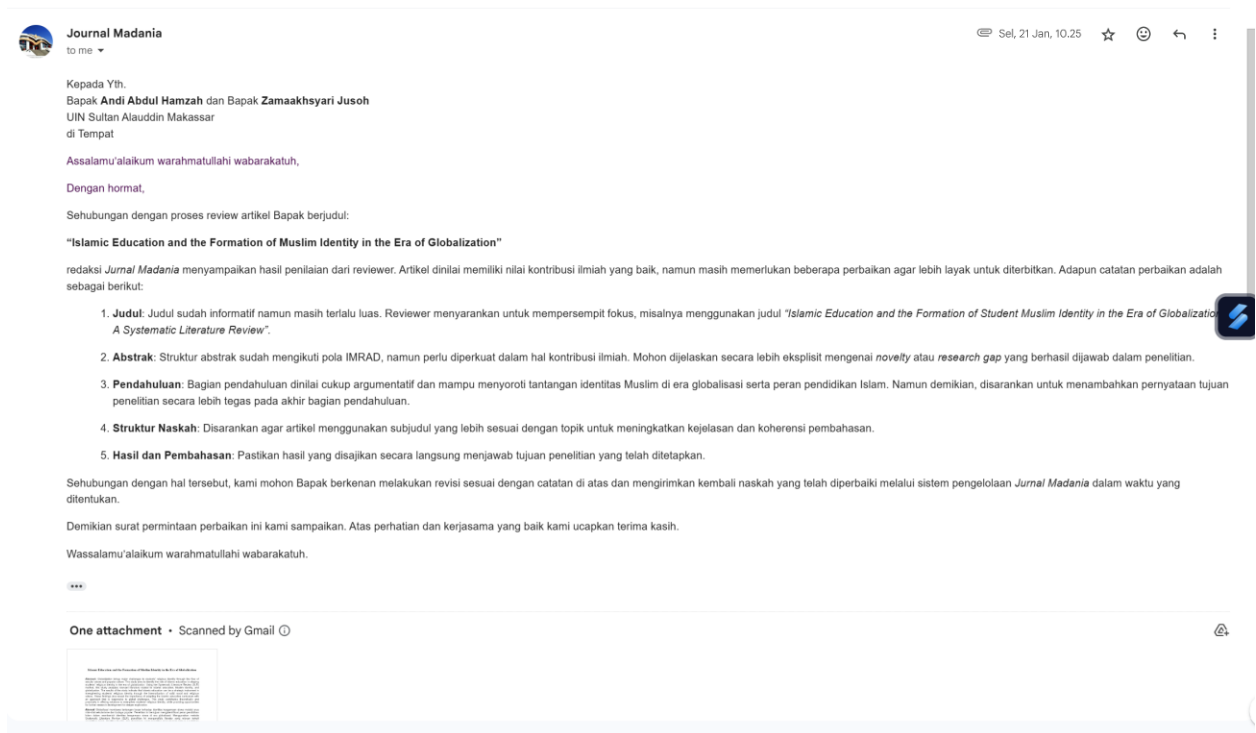 Journal Madania
Sel, 21 Jan, 10.25
to me
Kepada Yth.
Bapak Andi Abdul Hamzah dan Bapak Zamaakhsyari Jusoh
UIN Sultan Alauddin Makassar
di Tempat
Assalamu'alaikum warahmatullahi wabarakatuh,
Dengan hormat,
Sehubungan dengan proses review artikel Bapak berjudul:
"Islamic Education and the Formation of Muslim Identity in the Era of Globalization"
redaksi Jurnal Madania menyampaikan hasil penilaian dari reviewer. Artikel dinilai memiliki nilai kontribusi ilmiah yang baik, namun masih memerlukan beberapa perbaikan agar lebih layak untuk diterbitkan. Adapun catatan perbaikan adalah
sebagai berikut:
1. Judul: Judul sudah informatif namun masih terlalu luas. Reviewer menyarankan untuk mempersempit fokus, misalnya menggunakan judul "Islamic Education and the Formation of Student Muslim Identity in the Era of Globalization
A Systematic Literature Review".
2. Abstrak: Struktur abstrak sudah mengikuti pola IMRAD, namun perlu diperkuat dalam hal kontribusi ilmiah. Mohon dijelaskan secara lebih eksplisit mengenai novelty atau research gap yang berhasil dijawab dalam penelitian.
3. Pendahuluan: Bagian pendahuluan dinilai cukup argumentatif dan mampu menyoroti tantangan identitas Muslim di era globalisasi serta peran pendidikan Islam. Namun demikian, disarankan untuk menambahkan pernyataan tujuan
penelitian secara lebih tegas pada akhir bagian pendahuluan.
4. Struktur Naskah: Disarankan agar artikel menggunakan subjudul yang lebih sesuai dengan topik untuk meningkatkan kejelasan dan koherensi pembahasan.
5. Hasil dan Pembahasan: Pastikan hasil yang disajikan secara langsung menjawab tujuan penelitian yang telah ditetapkan.
Sehubungan dengan hal tersebut, kami mohon Bapak berkenan melakukan revisi sesuai dengan catatan di atas dan mengirimkan kembali naskah yang telah diperbaiki melalui sistem pengelolaan Jurnal Madania dalam waktu yang
ditentukan.
Demikian surat permintaan perbaikan ini kami sampaikan. Atas perhatian dan kerjasama yang baik kami ucapkan terima kasih.
Wassalamu'alaikum warahmatullahi wabarakatuh.
One attachment • Scanned by Gmail